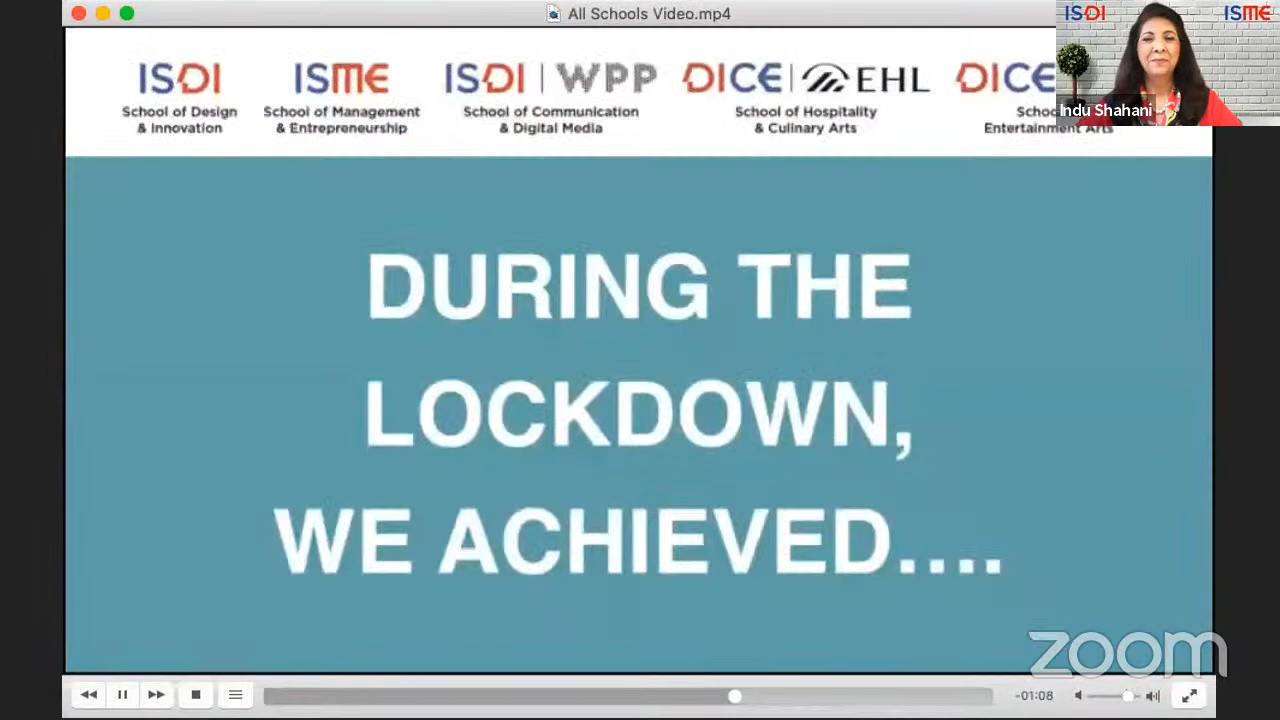 All Schools Video.mp4
ISDI
ISME
Indu Shahani
ISDI
School of Design
& Innovation
ISME
School of Management
& Entrepreneurship
ISDI | WPP
School of Communication
& Digital Media
DICE | EHL
School of Hospitality
& Culinary Arts
DICE
Entertainment Arts
DURING THE
LOCKDOWN,
WE ACHIEVED....
zoom
-01:08